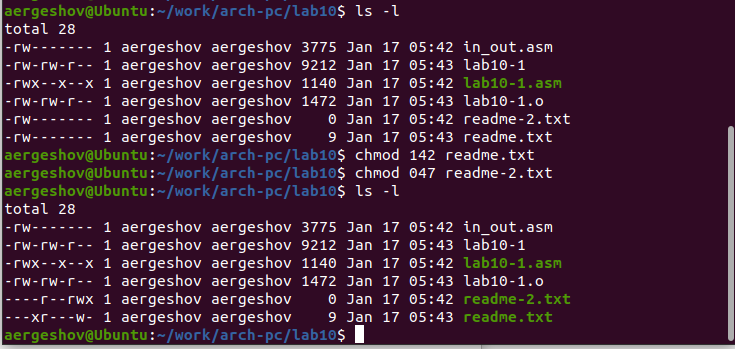 aergeshov@Ubuntu:~/work/arch-pc/lab10$ ls -l
total 28
-rw------- 1 aergeshov aergeshov 3775 Jan 17 05:42 in_out.asm
-rw-rw-r-- 1 aergeshov aergeshov 9212 Jan 17 05:43 lab10-1
-rwx--x--x 1 aergeshov aergeshov 1140 Jan 17 05:42 lab10-1.asm
-rw-rw-r-- 1 aergeshov aergeshov 1472 Jan 17 05:43 lab10-1.o
-rw------- 1 aergeshov aergeshov    0 Jan 17 05:42 readme-2.txt
-rw------- 1 aergeshov aergeshov    9 Jan 17 05:43 readme.txt
aergeshov@Ubuntu:~/work/arch-pc/lab10$ chmod 142 readme.txt
aergeshov@Ubuntu:~/work/arch-pc/lab10$ chmod 047 readme-2.txt
aergeshov@Ubuntu:~/work/arch-pc/lab10$ ls -l
total 28
-rw------- 1 aergeshov aergeshov 3775 Jan 17 05:42 in_out.asm
-rw-rw-r-- 1 aergeshov aergeshov 9212 Jan 17 05:43 lab10-1
-rwx--x--x 1 aergeshov aergeshov 1140 Jan 17 05:42 lab10-1.asm
-rw-rw-r-- 1 aergeshov aergeshov 1472 Jan 17 05:43 lab10-1.o
----r--rwx 1 aergeshov aergeshov    0 Jan 17 05:42 readme-2.txt
---xr---w- 1 aergeshov aergeshov    9 Jan 17 05:43 readme.txt
aergeshov@Ubuntu:~/work/arch-pc/lab10$